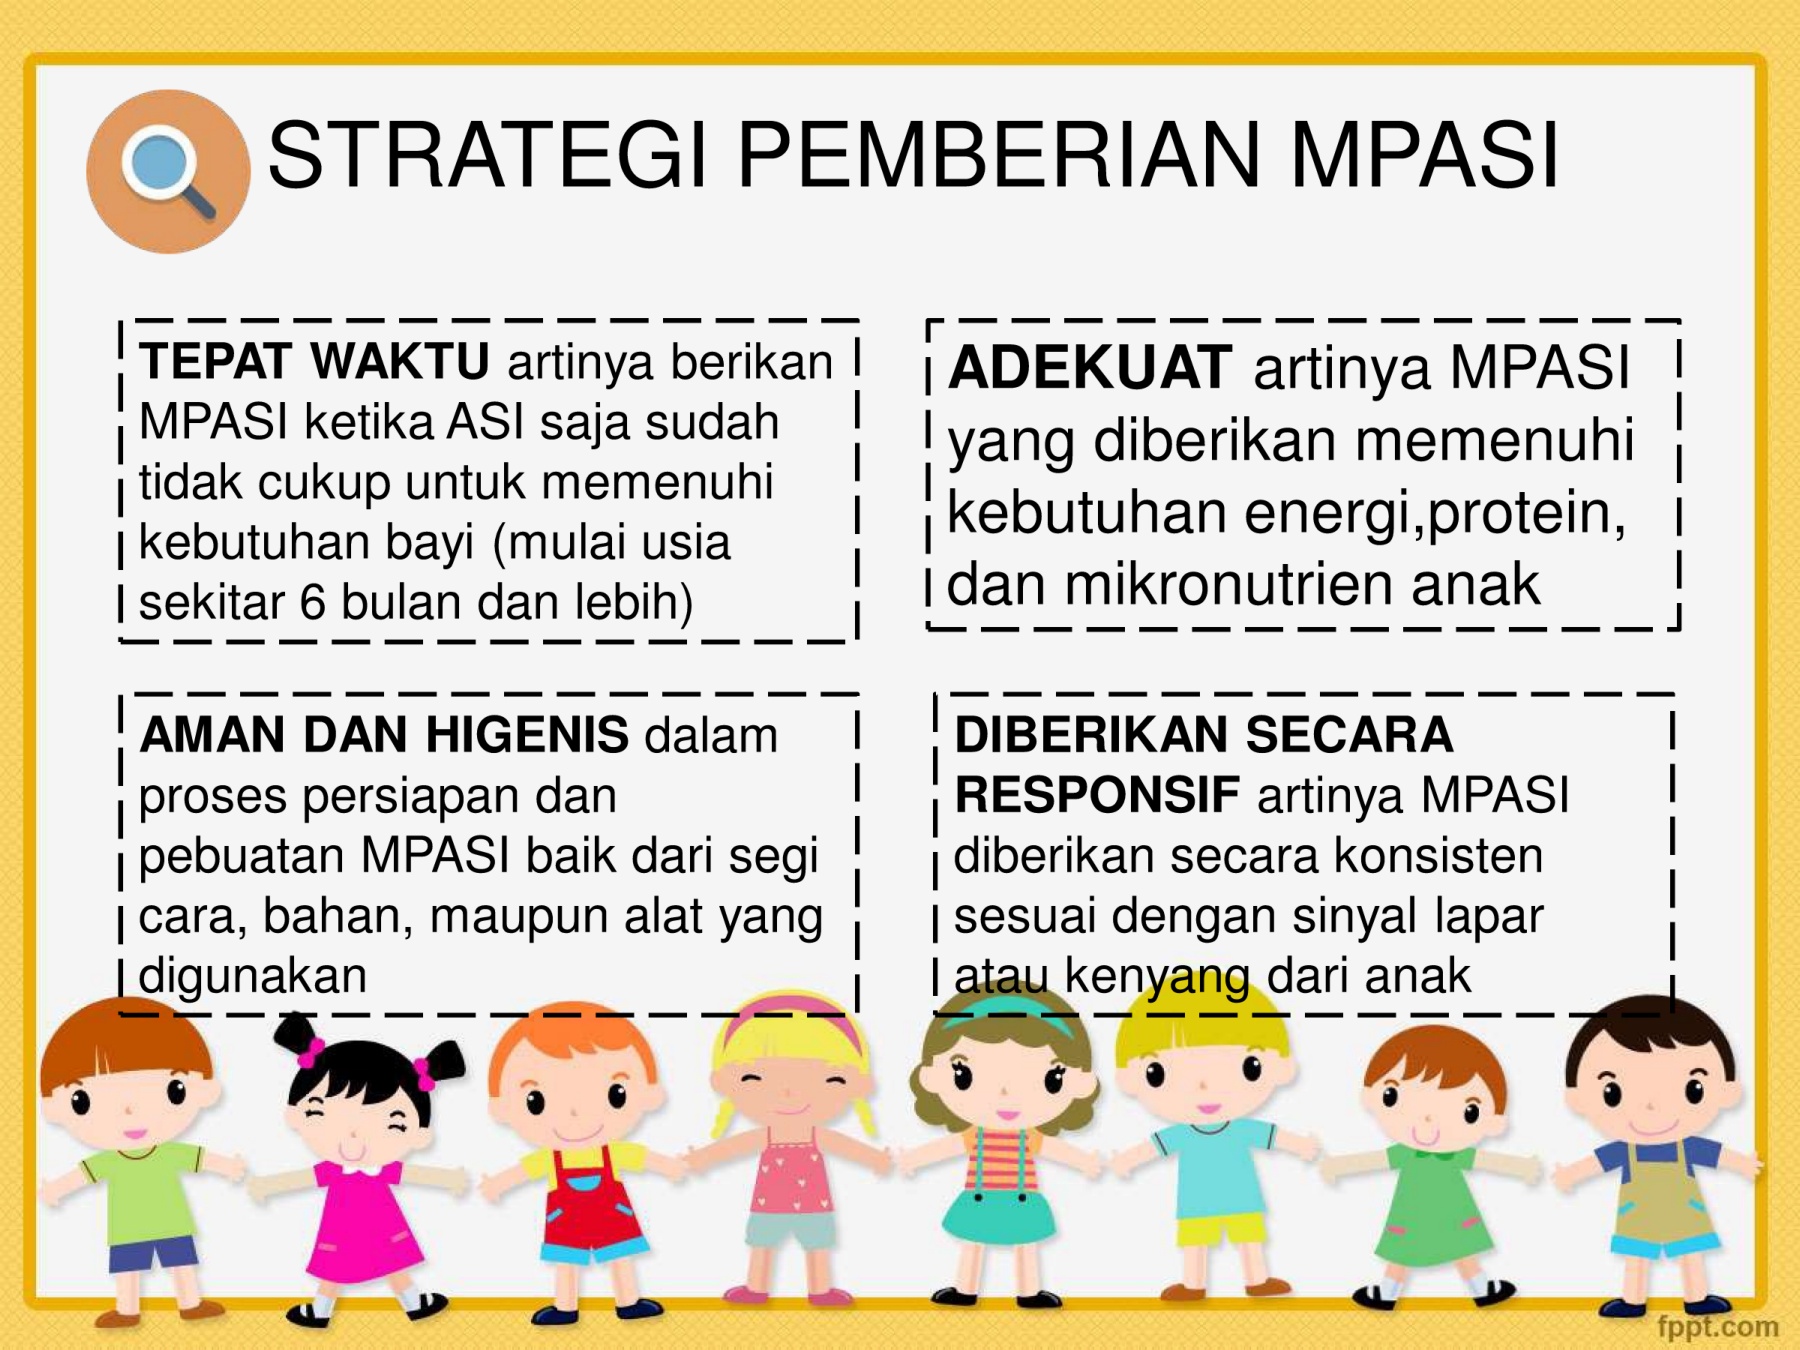 STRATEGI PEMBERIAN MPASI
TEPAT WAKTU artinya berikan
MPASI ketika ASI saja sudah
tidak cukup untuk memenuhi
kebutuhan bayi (mulai usia
sekitar 6 bulan dan lebih)
ADEKUAT artinya MPASI
yang diberikan memenuhi
kebutuhan energi,protein,
dan mikronutrien anak
AMAN DAN HIGENIS dalam
proses persiapan dan
pebuatan MPASI baik dari segi
cara, bahan, maupun alat yang
digunakan
DIBERIKAN SECARA
RESPONSIF artinya MPASI
diberikan secara konsisten
sesuai dengan sinyal lapar
atau kenyang dari anak
fppt.com